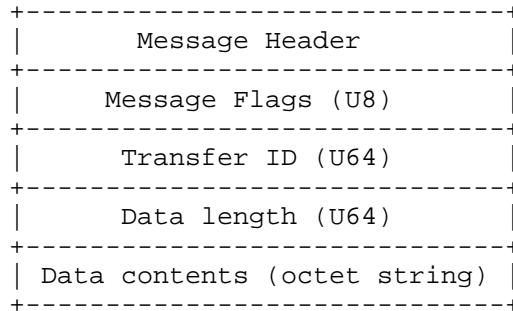 Message Header
Message Flags (U8)
Transfer ID (U64)
Data length (U64)
Data contents (octet string)